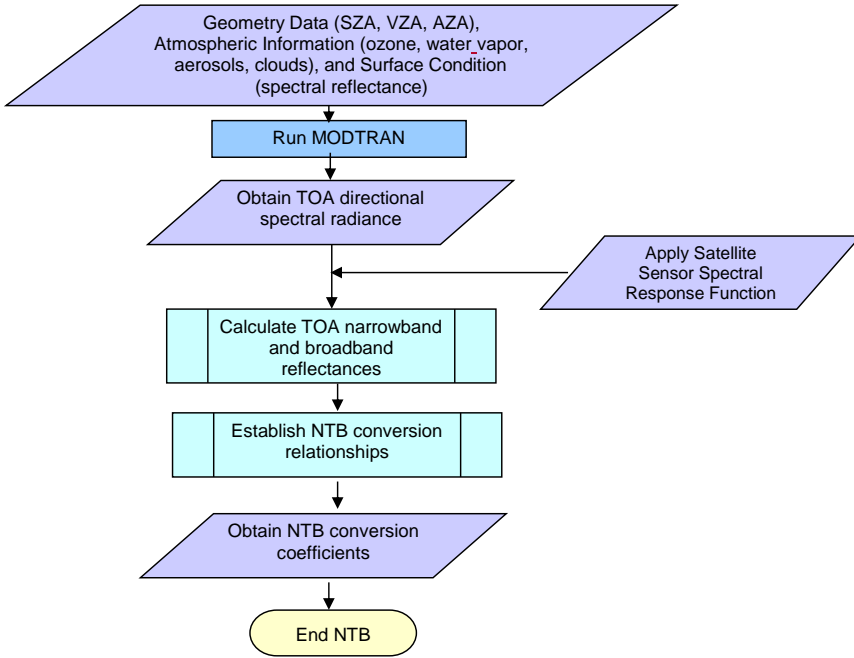 Geometry Data (SZA, VZA, AZA),
Atmospheric Information (ozone, water vapor,
aerosols, clouds), and Surface Condition
(spectral reflectance)
Run MODTRAN
Obtain TOA directional
spectral radiance
Apply Satellite
Sensor Spectral
Response Function
Calculate TOA narrowband
and broadband
reflectances
Establish NTB conversion
relationships
Obtain NTB conversion
coefficients
End NTB